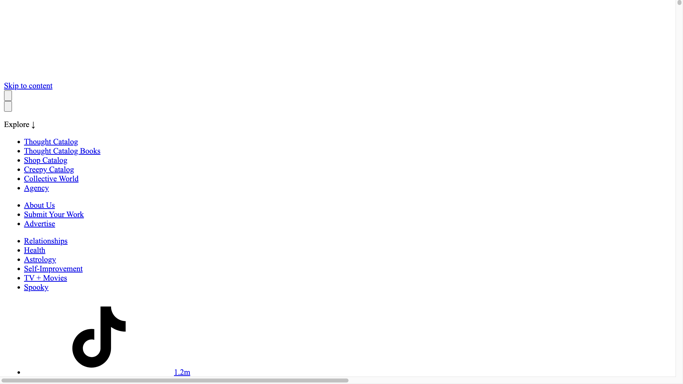 Skip to content
Explore ↓
Thought Catalog
Thought Catalog Books
Shop Catalog
Creepy Catalog
Collective World
Agency
About Us
Submit Your Work
Advertise
Relationships
Health
Astrology
Self-Improvement
TV + Movies
Spooky
1.2m